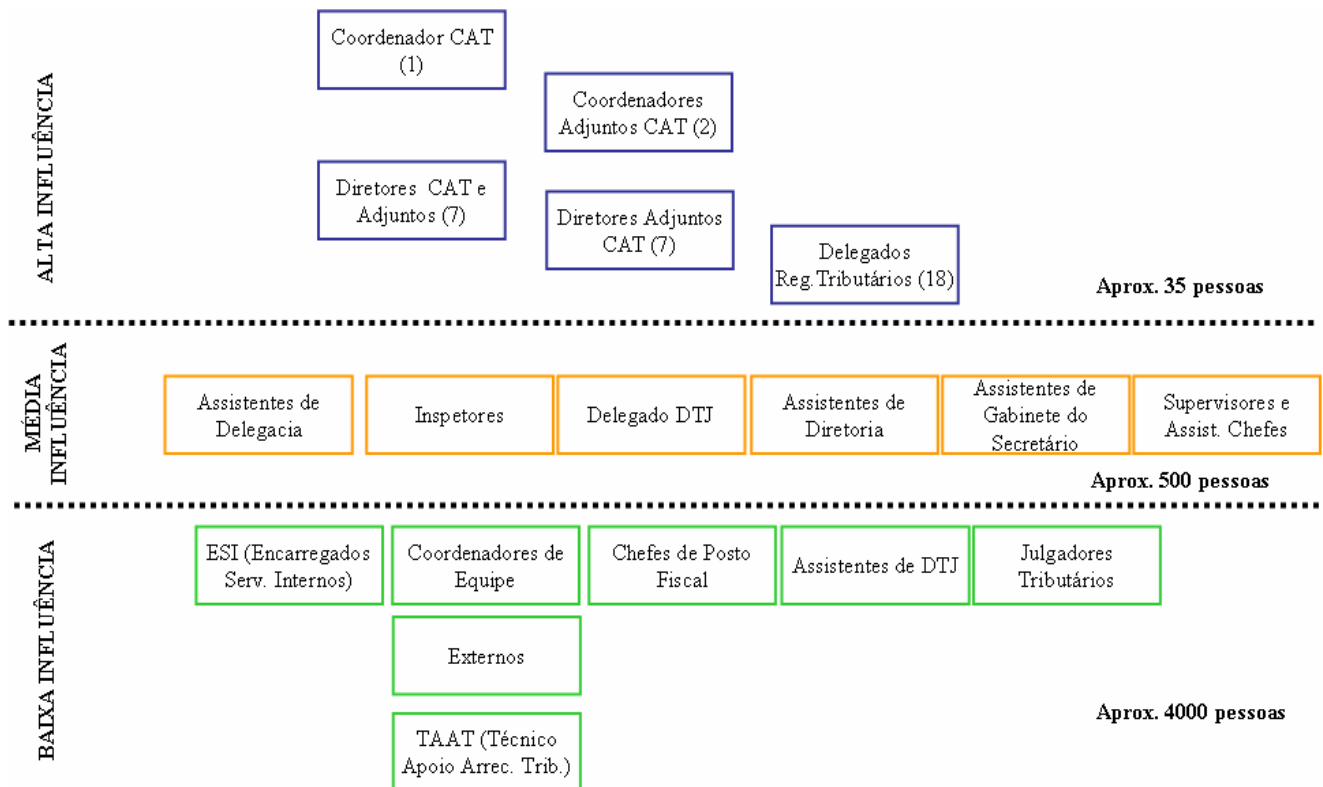 ALTA INFLUÊNCIA
Coordenador CAT
(1)
Coordenadores
Adjuntos CAT (2)
Diretores CAT e
Adjuntos (7)
Diretores Adjuntos
CAT (7)
Delegados
Reg.Tributários (18)
Aprox. 35 pessoas
MÉDIA
INFLUÊNCIA
Assistentes de
Delegacia
Inspetores
Delegado DTJ
Assistentes de
Diretoria
Assistentes de
Gabinete do
Secretário
Supervisores e
Assist. Chefes
Aprox. 500 pessoas
BAIXA INFLUÊNCIA
ESI (Encarregados
Serv. Internos)
Coordenadores de
Equipe
Chefes de Posto
Fiscal
Assistentes de DTJ
Julgadores
Tributários
Externos
TAAT (Técnico
Apoio Arrec. Trib.)
Aprox. 4000 pessoas